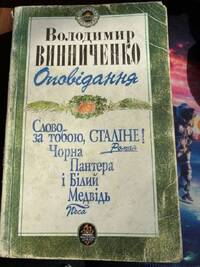 Володимир
ВИННИЧЕНКО
Оповідання
Слово
за тобою, СТАЛІНЕ!
Роман
Чорна
Пантера
і Білий
Медвідь
П'єса